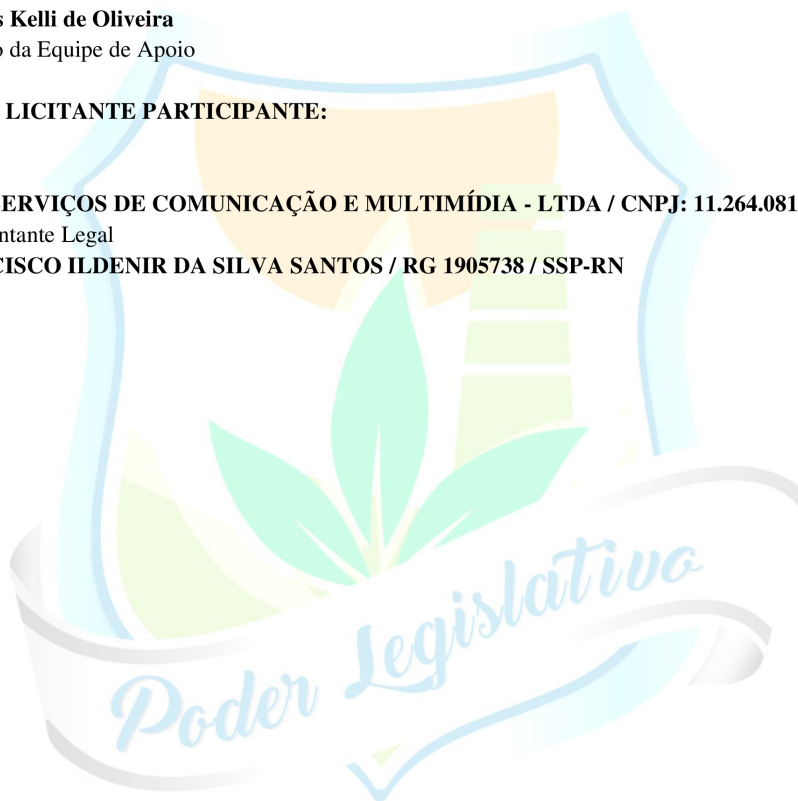 s Kelli de Oliveira
o da Equipe de Apoio
LICITANTE PARTICIPANTE:
ERVIÇOS DE COMUNICAÇÃO E MULTIMÍDIA - LTDA / CNPJ: 11.264.081
ntante Legal
CISCO ILDENIR DA SILVA SANTOS / RG 1905738 / SSP-RN
Poder Legislativo